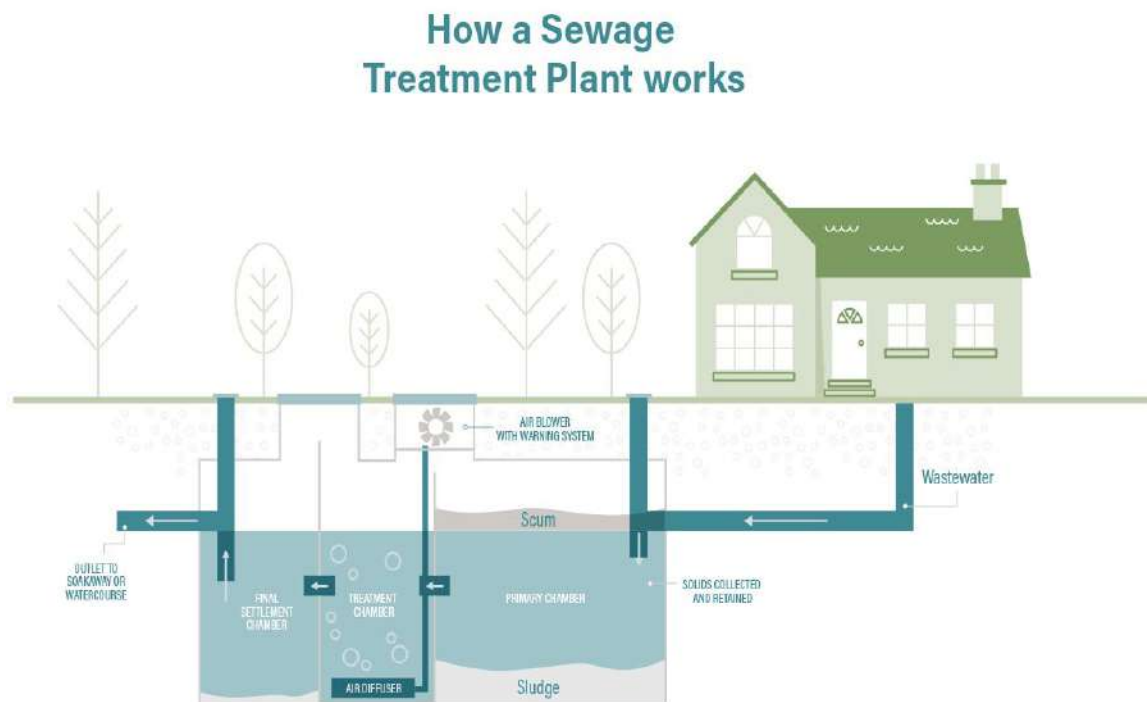 How a Sewage
Treatment Plant works
AIR BLOWER
WITH WARNING SYSTEM
Wastewater
Scum
OUTLET TO
SOAKAWAY OR
WATERCOURSE
FINAL
SETTLEMENT
CHAMBER
TREATMENT
CHAMBER
PRIMARY CHAMBER
SOLIDS COLLECTED
AND RETAINED
AIR DIFFUSER
Sludge